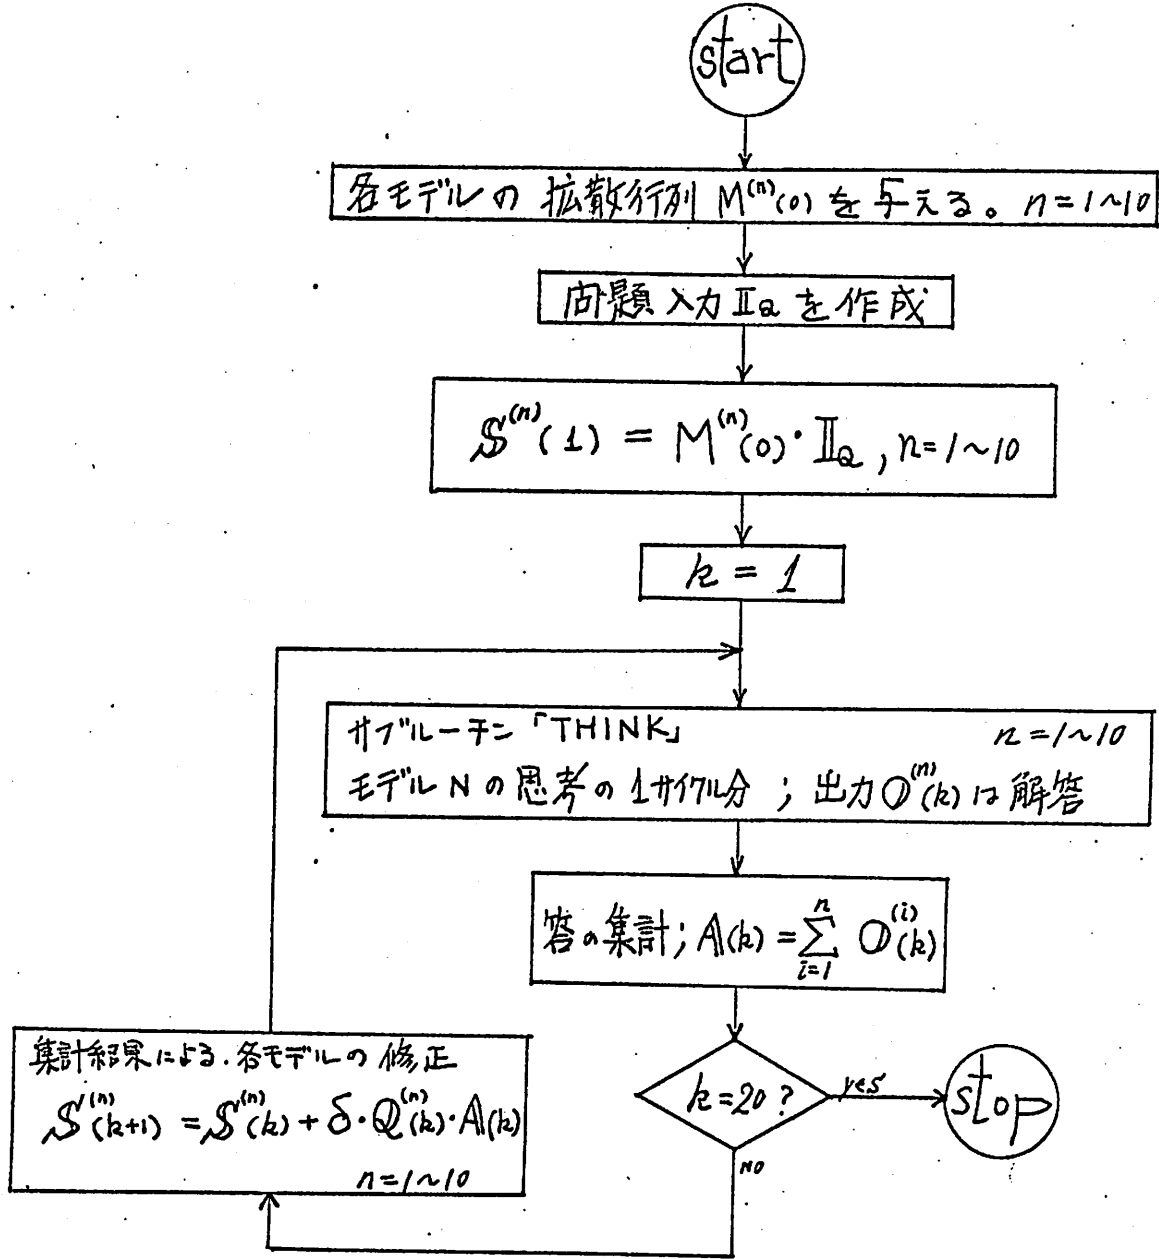 start
各モデルの 拡散行列 M⁽ⁿ⁾(0) を与える。 n=1~10
問題入力 𝕀_Q を作成
𝕊⁽ⁿ⁾(1) = M⁽ⁿ⁾(0)・𝕀_Q , n=1~10
k = 1
サブルーチン「THINK」 n=1~10
モデル N の思考の1サイクル分 ; 出力 𝕆⁽ⁿ⁾(k) は解答
答の集計; 𝔸(k) = Σ_{i=1}^{n} 𝕆⁽ⁱ⁾(k)
k=20 ?
yes
stop
NO
集計結果による.各モデルの修正
𝕊⁽ⁿ⁾(k+1) = 𝕊⁽ⁿ⁾(k) + δ・ℚ⁽ⁿ⁾(k)・𝔸(k)
n=1~10